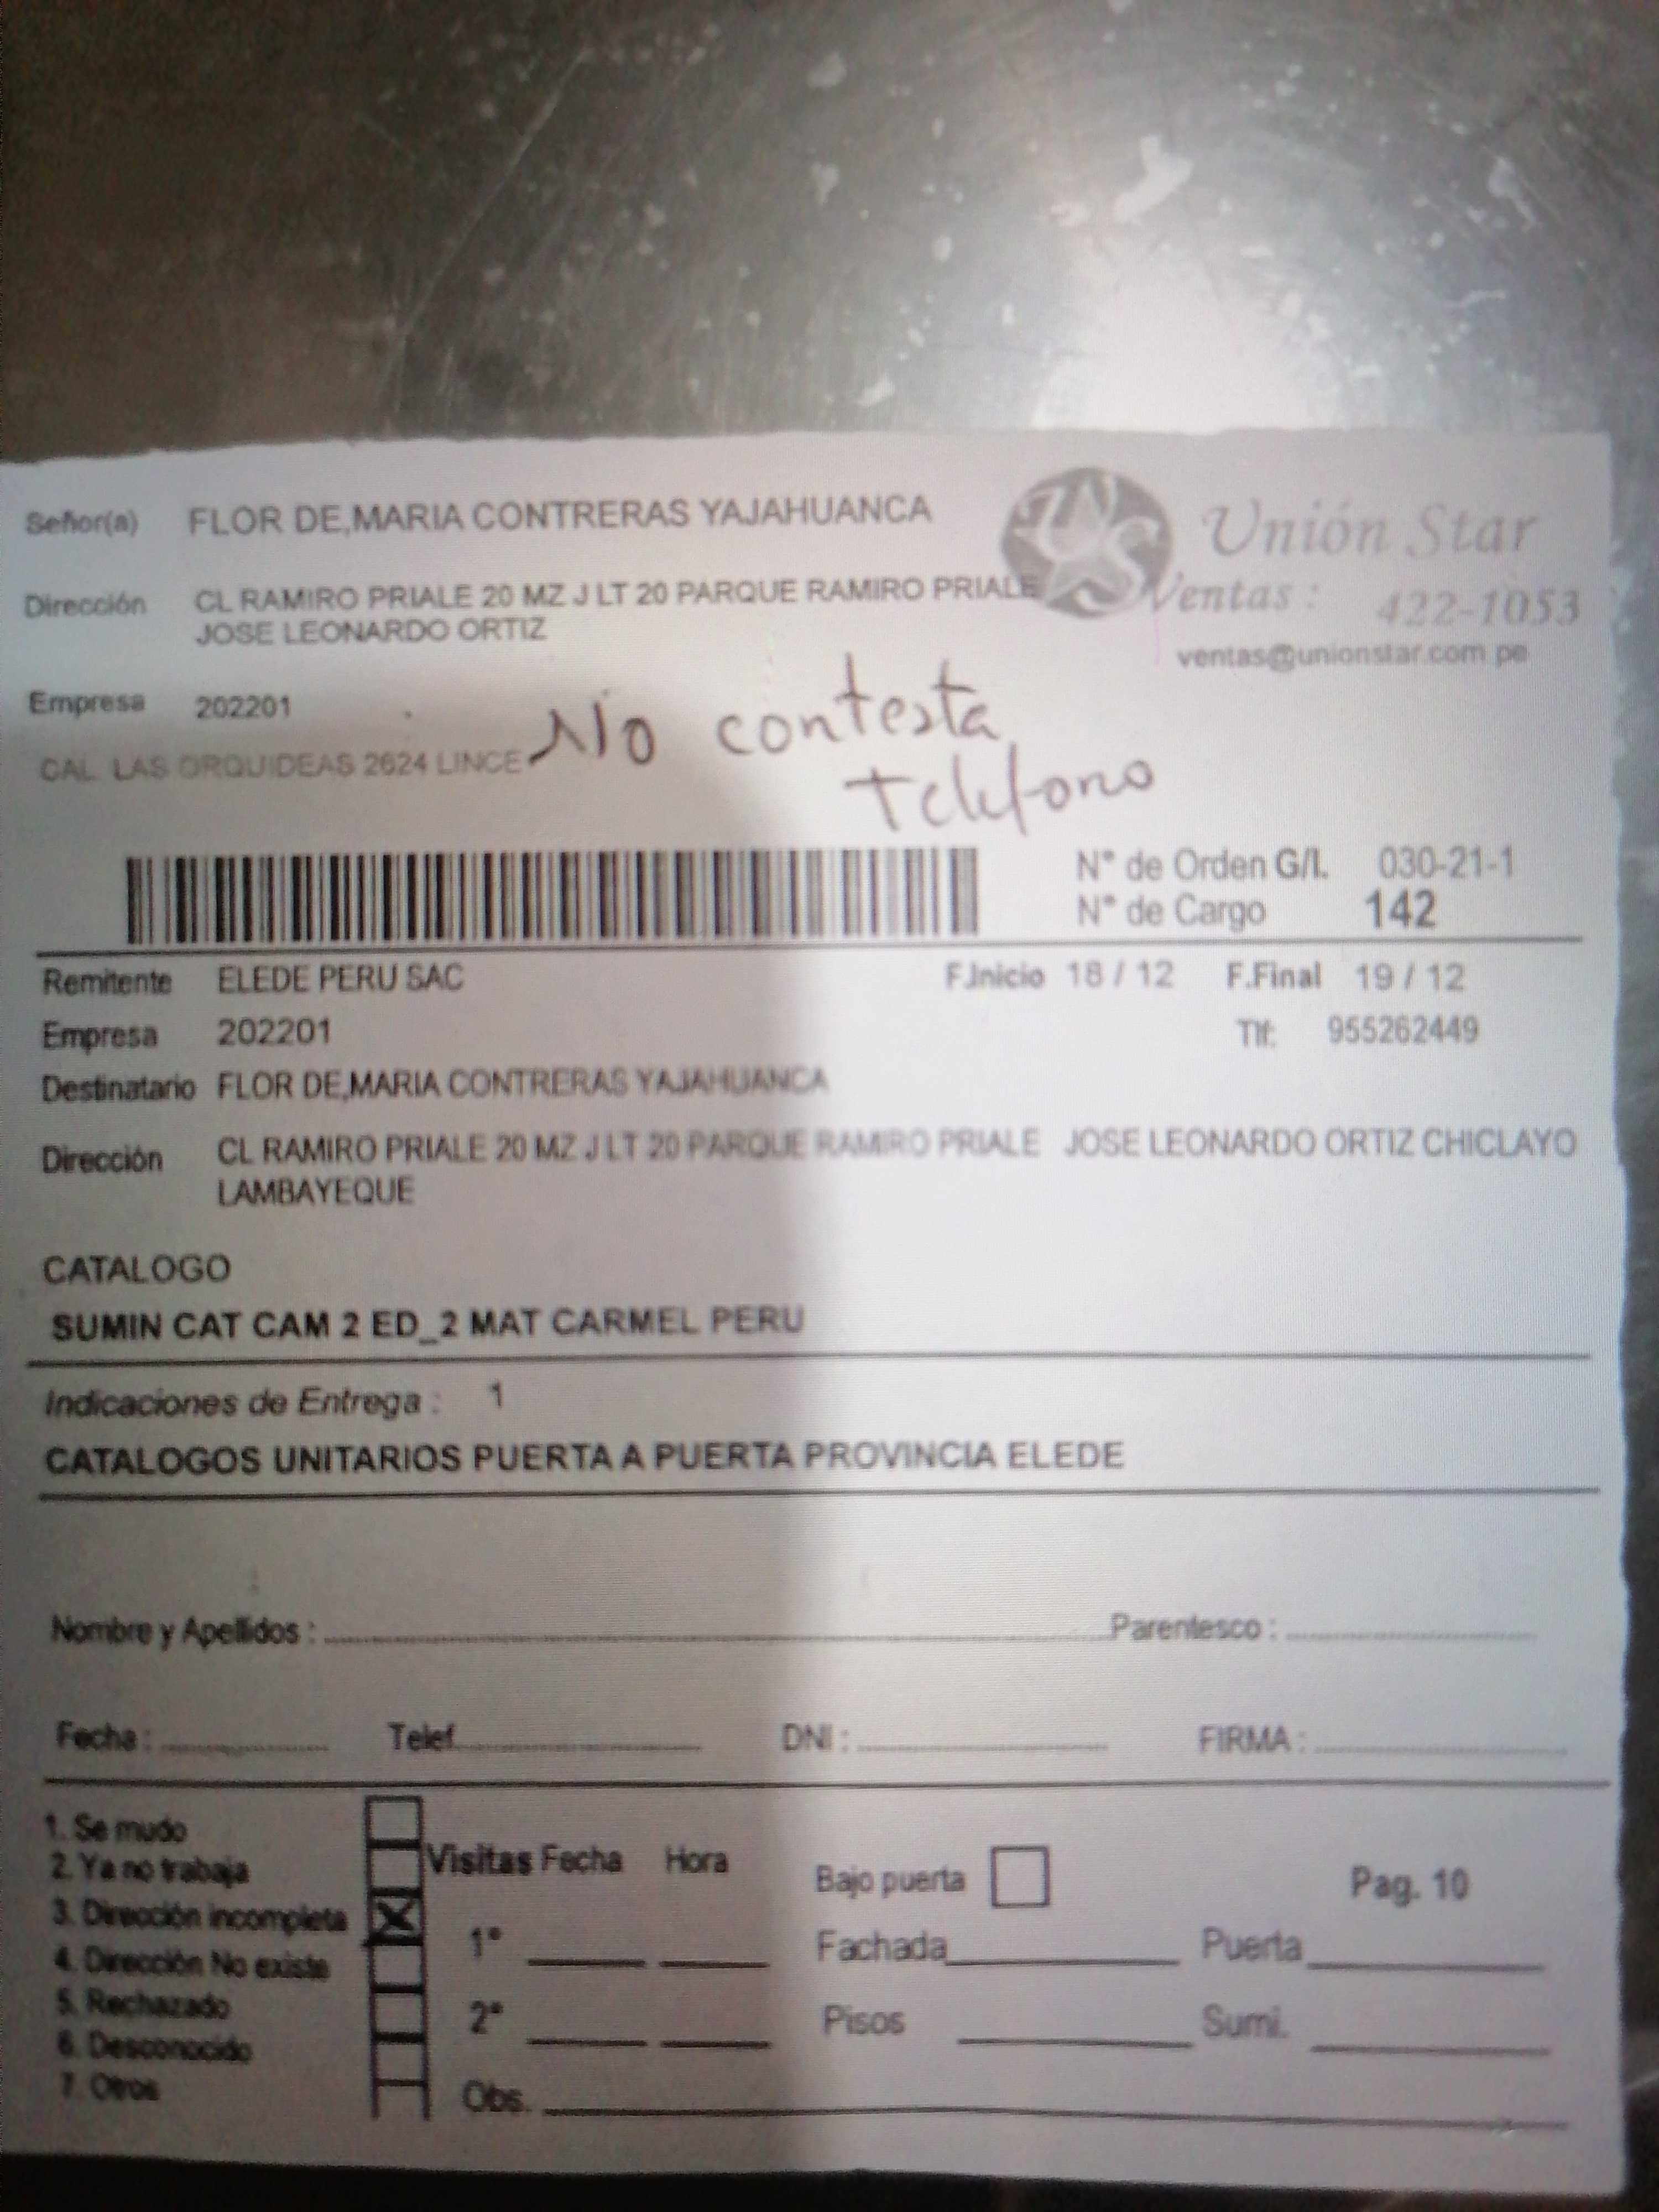 Señor(a) FLOR DE,MARIA CONTRERAS YAJAHUANCA
Unión Star
Dirección CL RAMIRO PRIALE 20 MZ J LT 20 PARQUE RAMIRO PRIALE
JOSE LEONARDO ORTIZ
Ventas : 422-1053
ventas@unionstar.com.pe
Empresa 202201
No contesta
CAL. LAS ORQUIDEAS 2624 LINCE
telefono
N° de Orden G/I. 030-21-1
N° de Cargo 142
Remitente ELEDE PERU SAC F.Inicio 18 / 12 F.Final 19 / 12
Empresa 202201 Tlf: 955262449
Destinatario FLOR DE,MARIA CONTRERAS YAJAHUANCA
Dirección CL RAMIRO PRIALE 20 MZ J LT 20 PARQUE RAMIRO PRIALE JOSE LEONARDO ORTIZ CHICLAYO
LAMBAYEQUE
CATALOGO
SUMIN CAT CAM 2 ED_2 MAT CARMEL PERU
Indicaciones de Entrega : 1
CATALOGOS UNITARIOS PUERTA A PUERTA PROVINCIA ELEDE
Nombre y Apellidos : Parentesco :
Fecha : Telef. DNI : FIRMA :
1. Se mudo
2. Ya no trabaja
3. Dirección incompleta X
4. Dirección No existe
5. Rechazado
6. Desconocido
7. Otros
Visitas Fecha Hora
1°
2°
Obs.
Bajo puerta Pag. 10
Fachada Puerta
Pisos Sumi.